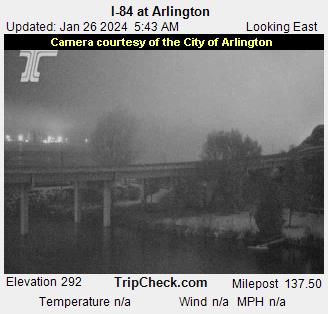 I-84 at Arlington
Updated: Jan 26 2024 5:43 AM Looking East
Camera courtesy of the City of Arlington
Elevation 292 TripCheck.com Milepost 137.50
Temperature n/a Wind n/a MPH n/a